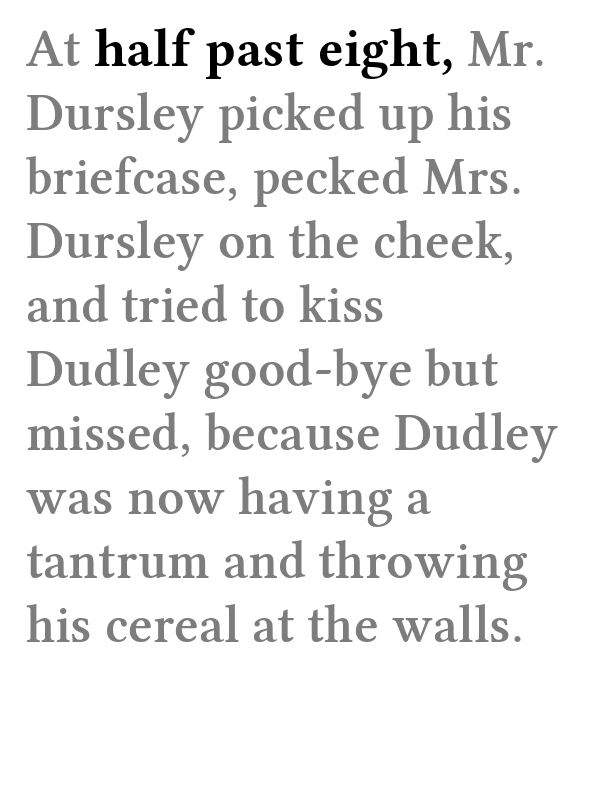 At half past eight, Mr.
Dursley picked up his
briefcase, pecked Mrs.
Dursley on the cheek,
and tried to kiss
Dudley good-bye but
missed, because Dudley
was now having a
tantrum and throwing
his cereal at the walls.